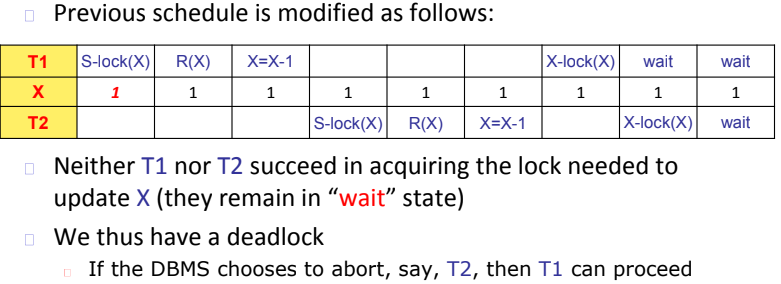 Previous schedule is modified as follows:
T1 S-lock(X) R(X) X=X-1 X-lock(X) wait wait
X 1 1 1 1 1 1 1 1 1
T2 S-lock(X) R(X) X=X-1 X-lock(X) wait
Neither T1 nor T2 succeed in acquiring the lock needed to
update X (they remain in “wait” state)
We thus have a deadlock
If the DBMS chooses to abort, say, T2, then T1 can proceed